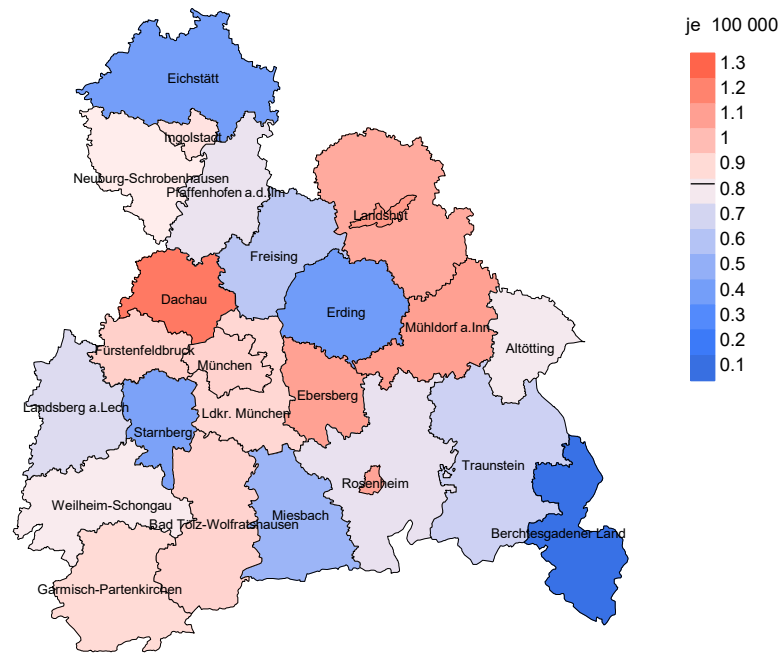 je 100 000
1.3
1.2
1.1
1
0.9
0.8
0.7
0.6
0.5
0.4
0.3
0.2
0.1
Eichstätt
Ingolstadt
Neuburg-Schrobenhausen
Pfaffenhofen a.d.Ilm
Landshut
Freising
Dachau
Erding
Mühldorf a.Inn
Altötting
Fürstenfeldbruck
München
Ebersberg
Landsberg a.Lech
Ldkr. München
Starnberg
Traunstein
Rosenheim
Weilheim-Schongau
Miesbach
Bad Tölz-Wolfratshausen
Berchtesgadener Land
Garmisch-Partenkirchen